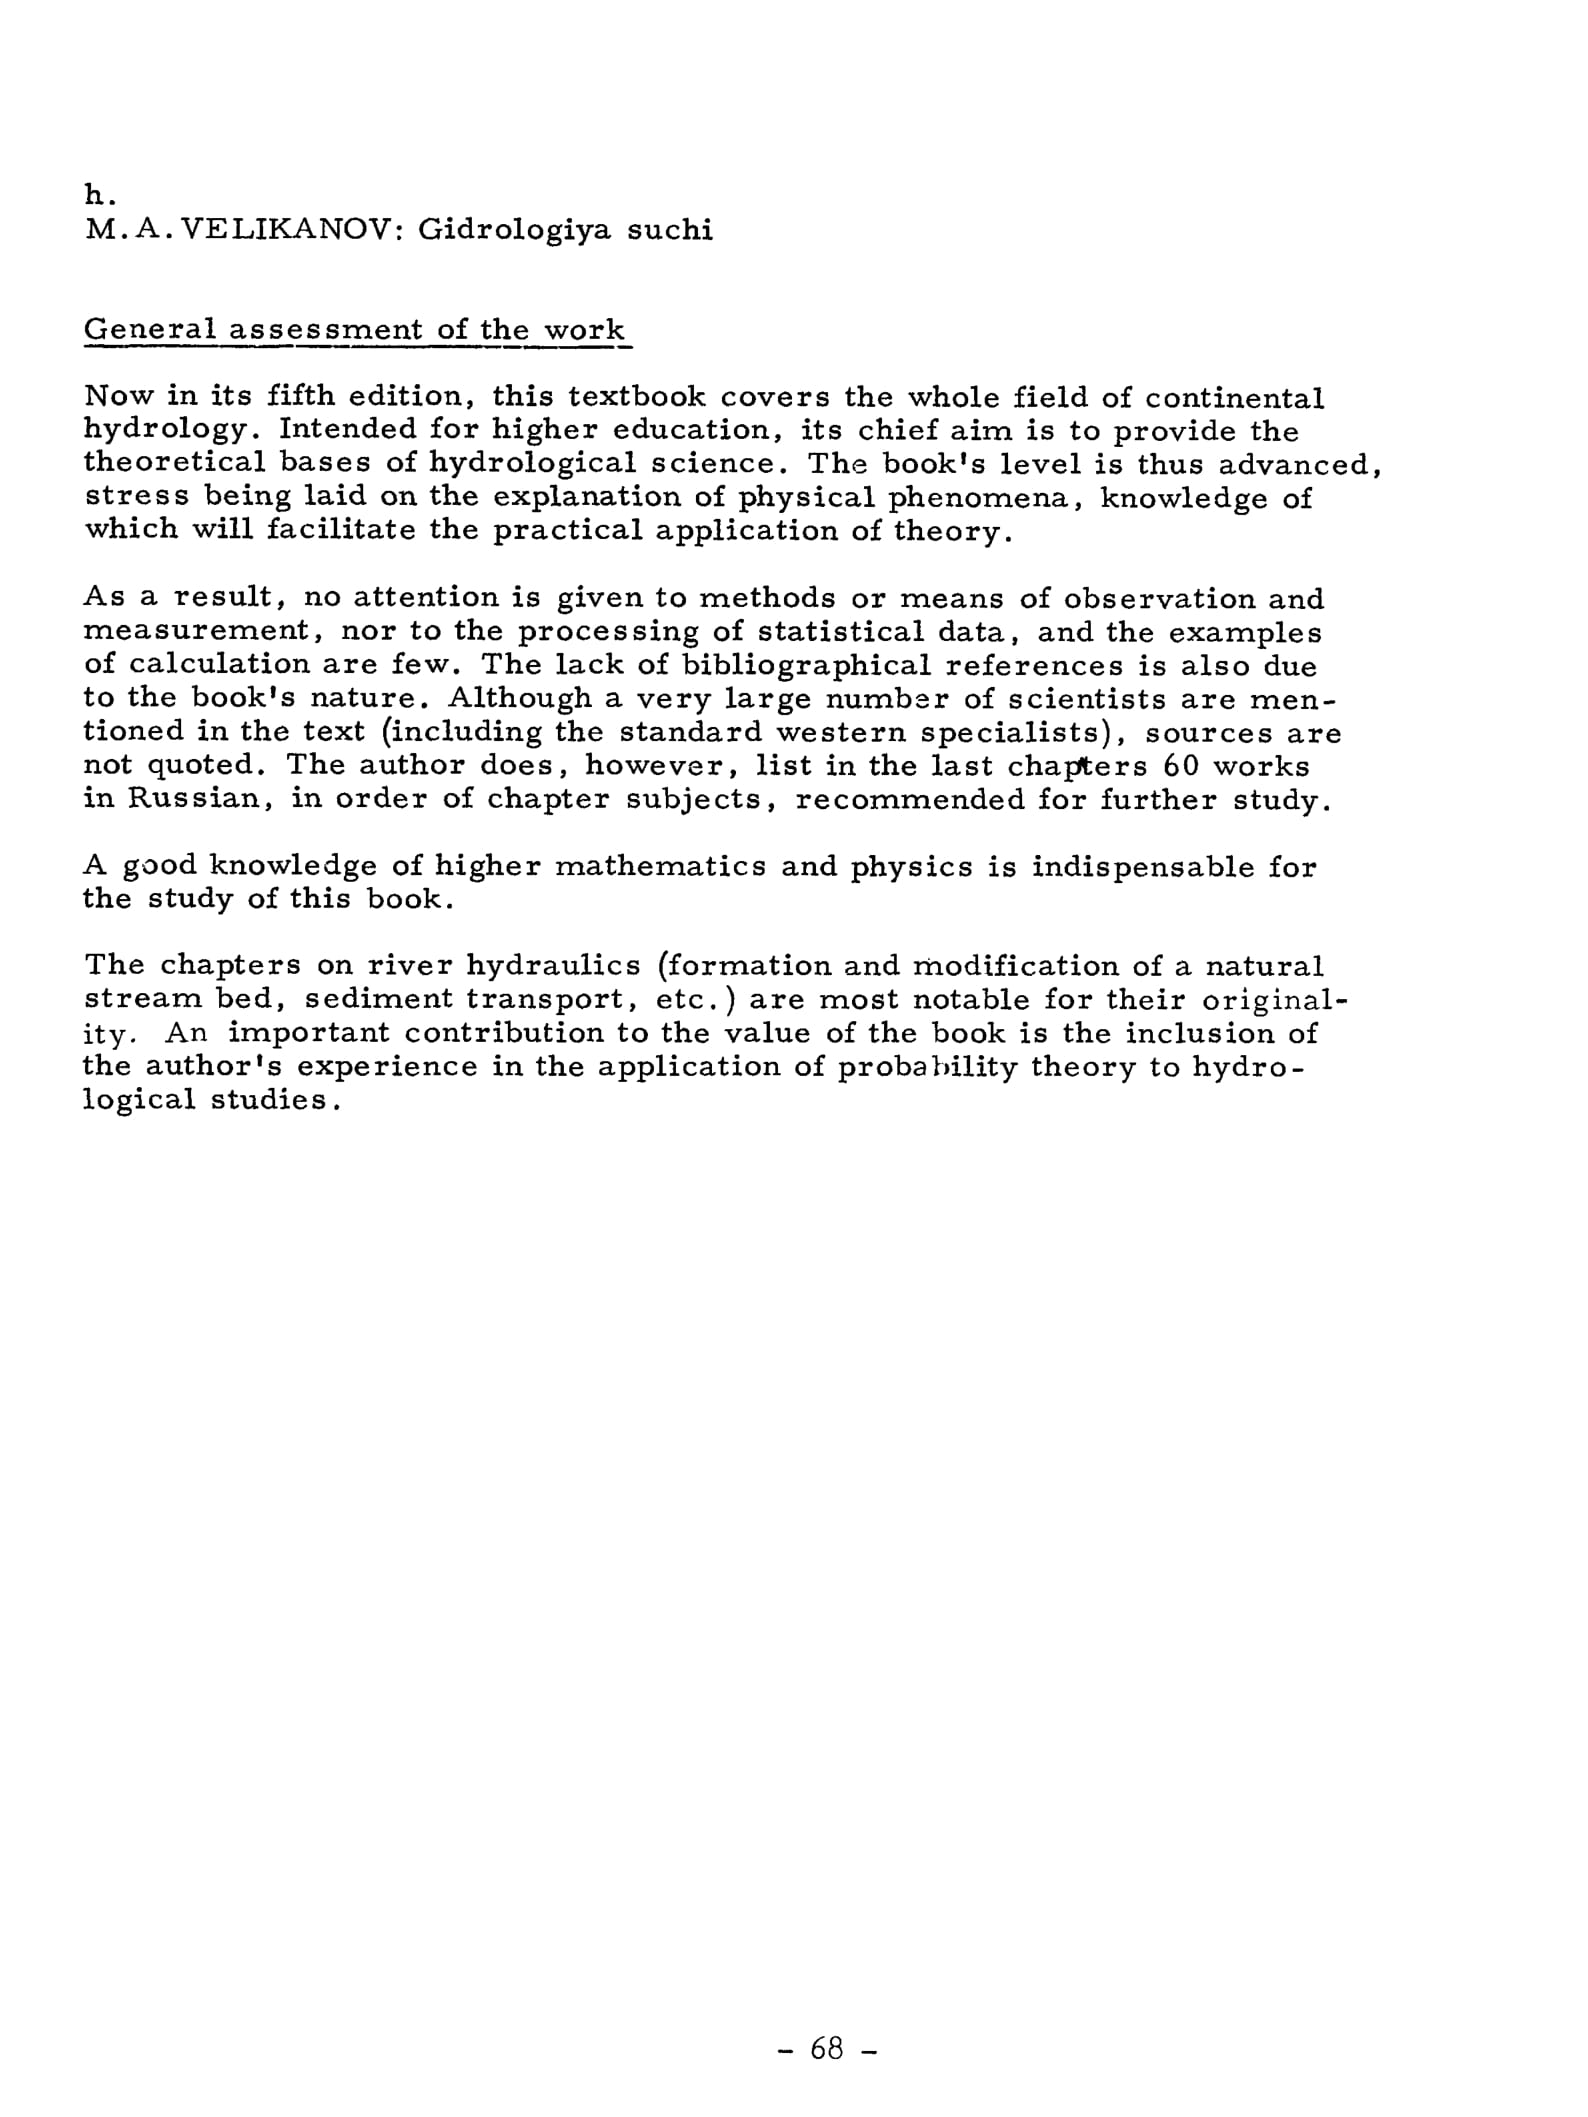 h.
M.A.VELIKANOV: Gidrologiya suchi
General assessment of the work
Now in its fifth edition, this textbook covers the whole field of continental
hydrology. Intended for higher education, its chief aim is to provide the
theoretical bases of hydrological science. The book's level is thus advanced,
stress being laid on the explanation of physical phenomena, knowledge of
which will facilitate the practical application of theory.
As a result, no attention is given to methods or means of observation and
measurement, nor to the processing of statistical data, and the examples
of calculation are few. The lack of bibliographical references is also due
to the book's nature. Although a very large number of scientists are men-
tioned in the text (including the standard western specialists), sources are
not quoted. The author does, however, list in the last chapters 60 works
in Russian, in order of chapter subjects, recommended for further study.
A good knowledge of higher mathematics and physics is indispensable for
the study of this book.
The chapters on river hydraulics (formation and modification of a natural
stream bed, sediment transport, etc.) are most notable for their original-
ity. An important contribution to the value of the book is the inclusion of
the author's experience in the application of probability theory to hydro-
logical studies.
- 68 -